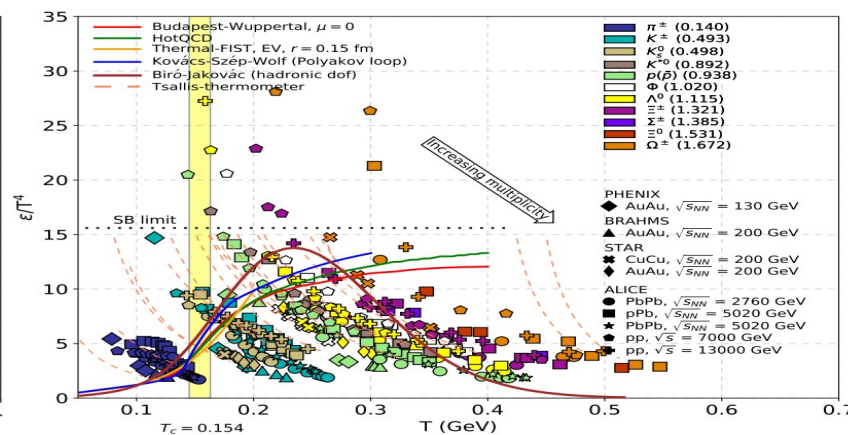 35
30
25
20
15
10
5
0
ε/T⁴
0.1
0.2
0.3
0.4
0.5
0.6
0.7
T_c = 0.154
T (GeV)
Budapest-Wuppertal, μ = 0
HotQCD
Thermal-FIST, EV, r = 0.15 fm
Kovács-Szép-Wolf (Polyakov loop)
Biró-Jakovác (hadronic dof)
Tsallis-thermometer
SB limit
Increasing multiplicity
π± (0.140)
K± (0.493)
K⁰ₛ (0.498)
K*⁰ (0.892)
p(p̄) (0.938)
Φ (1.020)
Λ⁰ (1.115)
Ξ± (1.321)
Σ± (1.385)
Ξ⁰ (1.531)
Ω± (1.672)
PHENIX
AuAu, √s_NN = 130 GeV
BRAHMS
AuAu, √s_NN = 200 GeV
STAR
CuCu, √s_NN = 200 GeV
AuAu, √s_NN = 200 GeV
ALICE
PbPb, √s_NN = 2760 GeV
pPb, √s_NN = 5020 GeV
PbPb, √s_NN = 5020 GeV
pp, √s = 7000 GeV
pp, √s = 13000 GeV